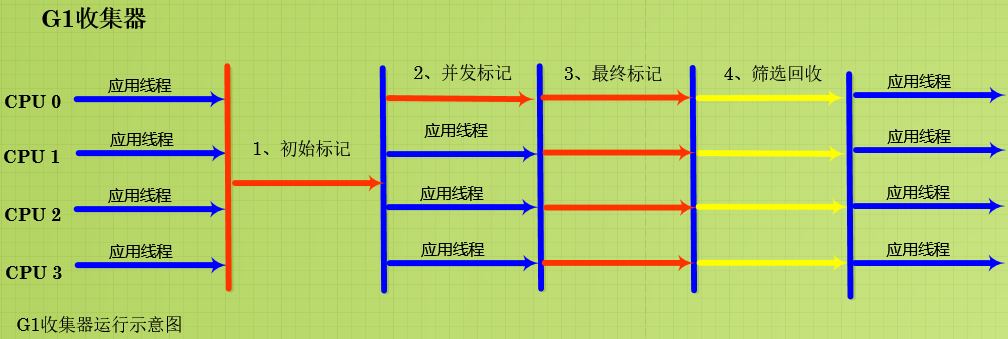 G1收集器
2、并发标记 3、最终标记 4、筛选回收
CPU 0 应用线程 应用线程
CPU 1 应用线程 1、初始标记 应用线程 应用线程
CPU 2 应用线程 应用线程 应用线程
CPU 3 应用线程 应用线程 应用线程
G1收集器运行示意图